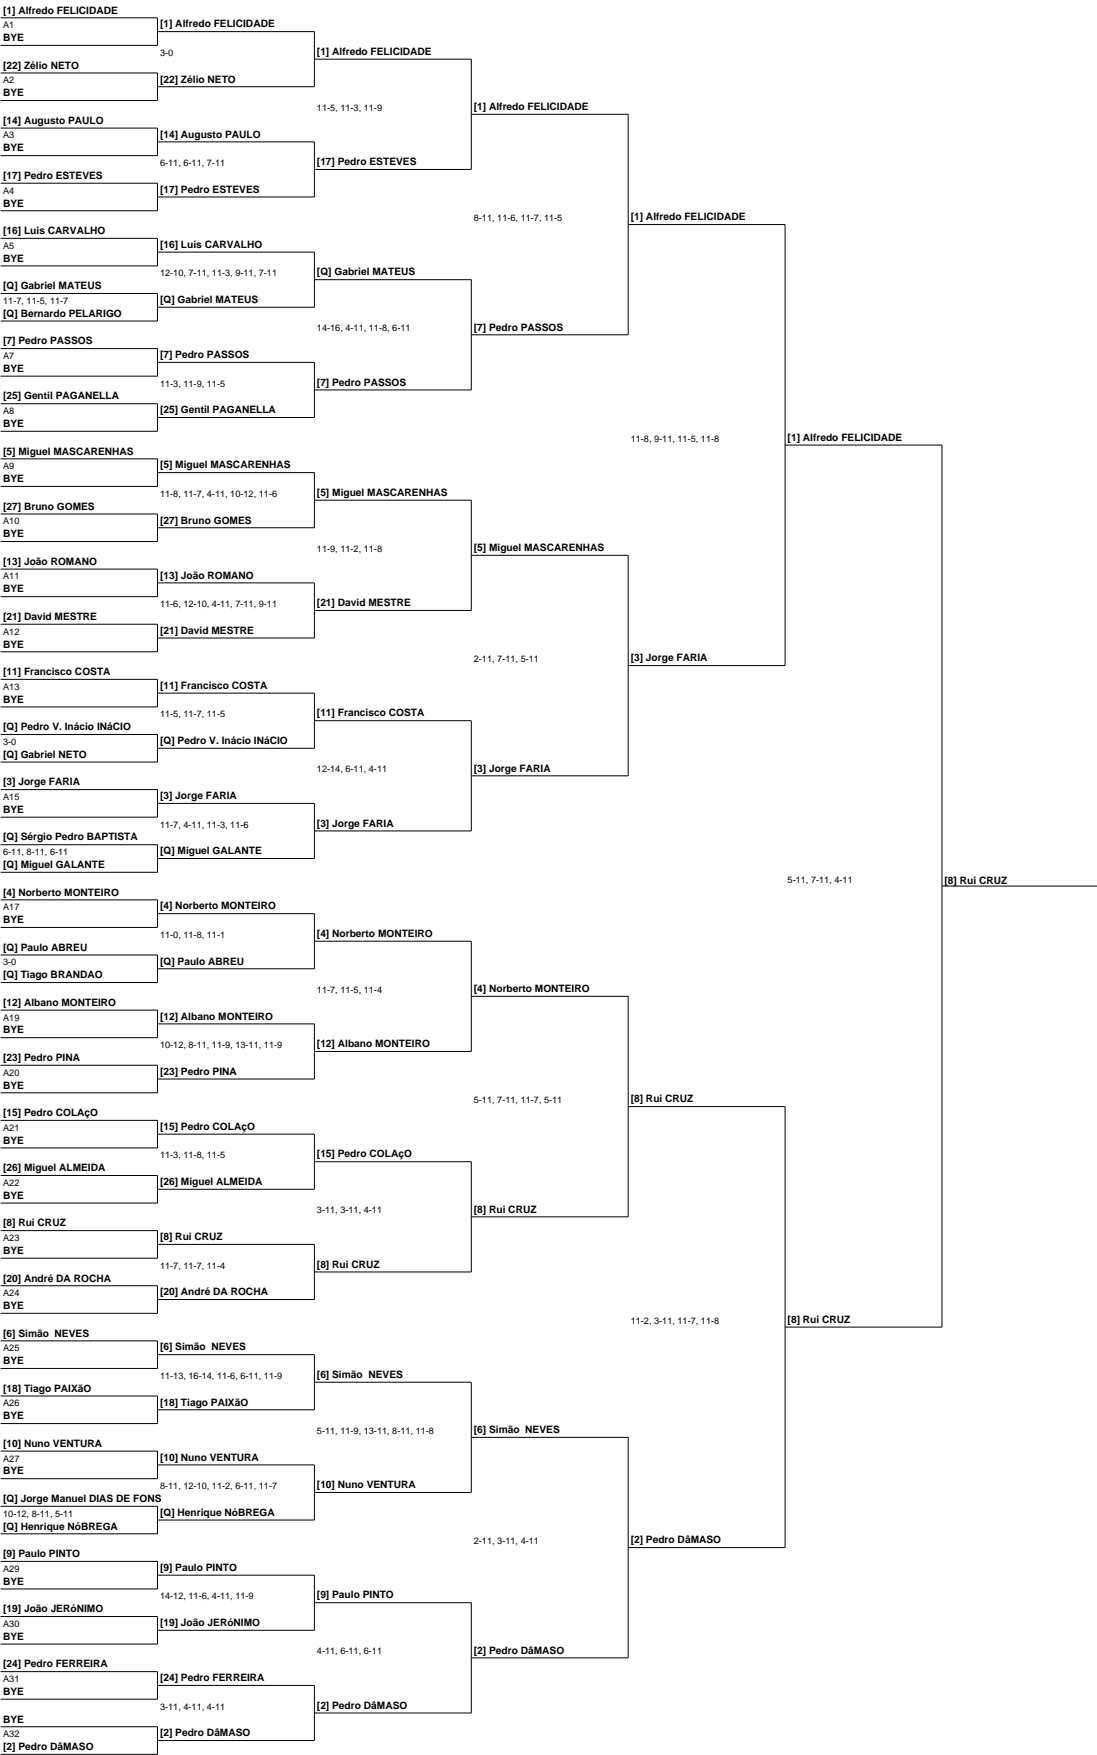 [1] Alfredo FELICIDADE
A1
BYE
[1] Alfredo FELICIDADE
3-0
[22] Zélio NETO
A2
BYE
[22] Zélio NETO
[1] Alfredo FELICIDADE
11-5, 11-3, 11-9
[14] Augusto PAULO
A3
BYE
[14] Augusto PAULO
6-11, 6-11, 7-11
[17] Pedro ESTEVES
A4
BYE
[17] Pedro ESTEVES
[17] Pedro ESTEVES
[1] Alfredo FELICIDADE
8-11, 11-6, 11-7, 11-5
[16] Luis CARVALHO
A5
BYE
[16] Luis CARVALHO
12-10, 7-11, 11-3, 9-11, 7-11
[Q] Gabriel MATEUS
11-7, 11-5, 11-7
[Q] Bernardo PELARIGO
[Q] Gabriel MATEUS
[Q] Gabriel MATEUS
14-16, 4-11, 11-8, 6-11
[7] Pedro PASSOS
A7
BYE
[7] Pedro PASSOS
11-3, 11-9, 11-5
[25] Gentil PAGANELLA
A8
BYE
[25] Gentil PAGANELLA
[7] Pedro PASSOS
[7] Pedro PASSOS
[1] Alfredo FELICIDADE
11-8, 9-11, 11-5, 11-8
[5] Miguel MASCARENHAS
A9
BYE
[5] Miguel MASCARENHAS
11-8, 11-7, 4-11, 10-12, 11-6
[27] Bruno GOMES
A10
BYE
[27] Bruno GOMES
[5] Miguel MASCARENHAS
11-9, 11-2, 11-8
[13] João ROMANO
A11
BYE
[13] João ROMANO
11-6, 12-10, 4-11, 7-11, 9-11
[21] David MESTRE
A12
BYE
[21] David MESTRE
[21] David MESTRE
[5] Miguel MASCARENHAS
2-11, 7-11, 5-11
[11] Francisco COSTA
A13
BYE
[11] Francisco COSTA
11-5, 11-7, 11-5
[Q] Pedro V. Inácio INáCIO
3-0
[Q] Gabriel NETO
[Q] Pedro V. Inácio INáCIO
[11] Francisco COSTA
12-14, 6-11, 4-11
[3] Jorge FARIA
A15
BYE
[3] Jorge FARIA
11-7, 4-11, 11-3, 11-6
[Q] Sérgio Pedro BAPTISTA
6-11, 8-11, 6-11
[Q] Miguel GALANTE
[Q] Miguel GALANTE
[3] Jorge FARIA
[3] Jorge FARIA
[3] Jorge FARIA
[1] Alfredo FELICIDADE
5-11, 7-11, 4-11
[8] Rui CRUZ
[4] Norberto MONTEIRO
A17
BYE
[4] Norberto MONTEIRO
11-0, 11-8, 11-1
[Q] Paulo ABREU
3-0
[Q] Tiago BRANDAO
[Q] Paulo ABREU
[4] Norberto MONTEIRO
11-7, 11-5, 11-4
[12] Albano MONTEIRO
A19
BYE
[12] Albano MONTEIRO
10-12, 8-11, 11-9, 13-11, 11-9
[23] Pedro PINA
A20
BYE
[23] Pedro PINA
[12] Albano MONTEIRO
[4] Norberto MONTEIRO
5-11, 7-11, 11-7, 5-11
[15] Pedro COLAçO
A21
BYE
[15] Pedro COLAçO
11-3, 11-8, 11-5
[26] Miguel ALMEIDA
A22
BYE
[26] Miguel ALMEIDA
[15] Pedro COLAçO
3-11, 3-11, 4-11
[8] Rui CRUZ
A23
BYE
[8] Rui CRUZ
11-7, 11-7, 11-4
[20] André DA ROCHA
A24
BYE
[20] André DA ROCHA
[8] Rui CRUZ
[8] Rui CRUZ
[8] Rui CRUZ
11-2, 3-11, 11-7, 11-8
[8] Rui CRUZ
[6] Simão  NEVES
A25
BYE
[6] Simão  NEVES
11-13, 16-14, 11-6, 6-11, 11-9
[18] Tiago PAIXãO
A26
BYE
[18] Tiago PAIXãO
[6] Simão  NEVES
5-11, 11-9, 13-11, 8-11, 11-8
[10] Nuno VENTURA
A27
BYE
[10] Nuno VENTURA
8-11, 12-10, 11-2, 6-11, 11-7
[Q] Jorge Manuel DIAS DE FONS
10-12, 8-11, 5-11
[Q] Henrique NóBREGA
[Q] Henrique NóBREGA
[10] Nuno VENTURA
[6] Simão  NEVES
2-11, 3-11, 4-11
[2] Pedro DâMASO
[9] Paulo PINTO
A29
BYE
[9] Paulo PINTO
14-12, 11-6, 4-11, 11-9
[19] João JERóNIMO
A30
BYE
[19] João JERóNIMO
[9] Paulo PINTO
4-11, 6-11, 6-11
[2] Pedro DâMASO
[24] Pedro FERREIRA
A31
BYE
[24] Pedro FERREIRA
3-11, 4-11, 4-11
BYE
A32
[2] Pedro DâMASO
[2] Pedro DâMASO
[2] Pedro DâMASO